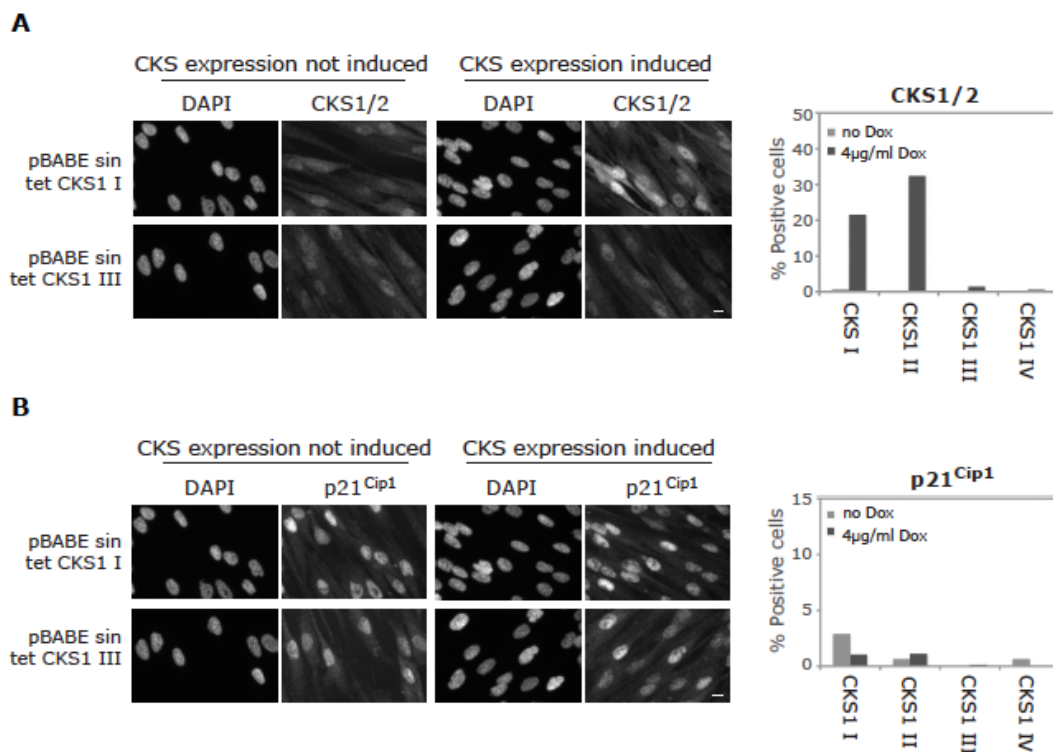 A
CKS expression not induced
CKS expression induced
DAPI
CKS1/2
DAPI
CKS1/2
pBABE sin
tet CKS1 I
pBABE sin
tet CKS1 III
CKS1/2
% Positive cells
50
40
30
20
10
0
no Dox
4µg/ml Dox
CKS I
CKS1 II
CKS1 III
CKS1 IV
B
CKS expression not induced
CKS expression induced
DAPI
p21Cip1
DAPI
p21Cip1
pBABE sin
tet CKS1 I
pBABE sin
tet CKS1 III
p21Cip1
% Positive cells
15
10
5
0
no Dox
4µg/ml Dox
CKS1 I
CKS1 II
CKS1 III
CKS1 IV